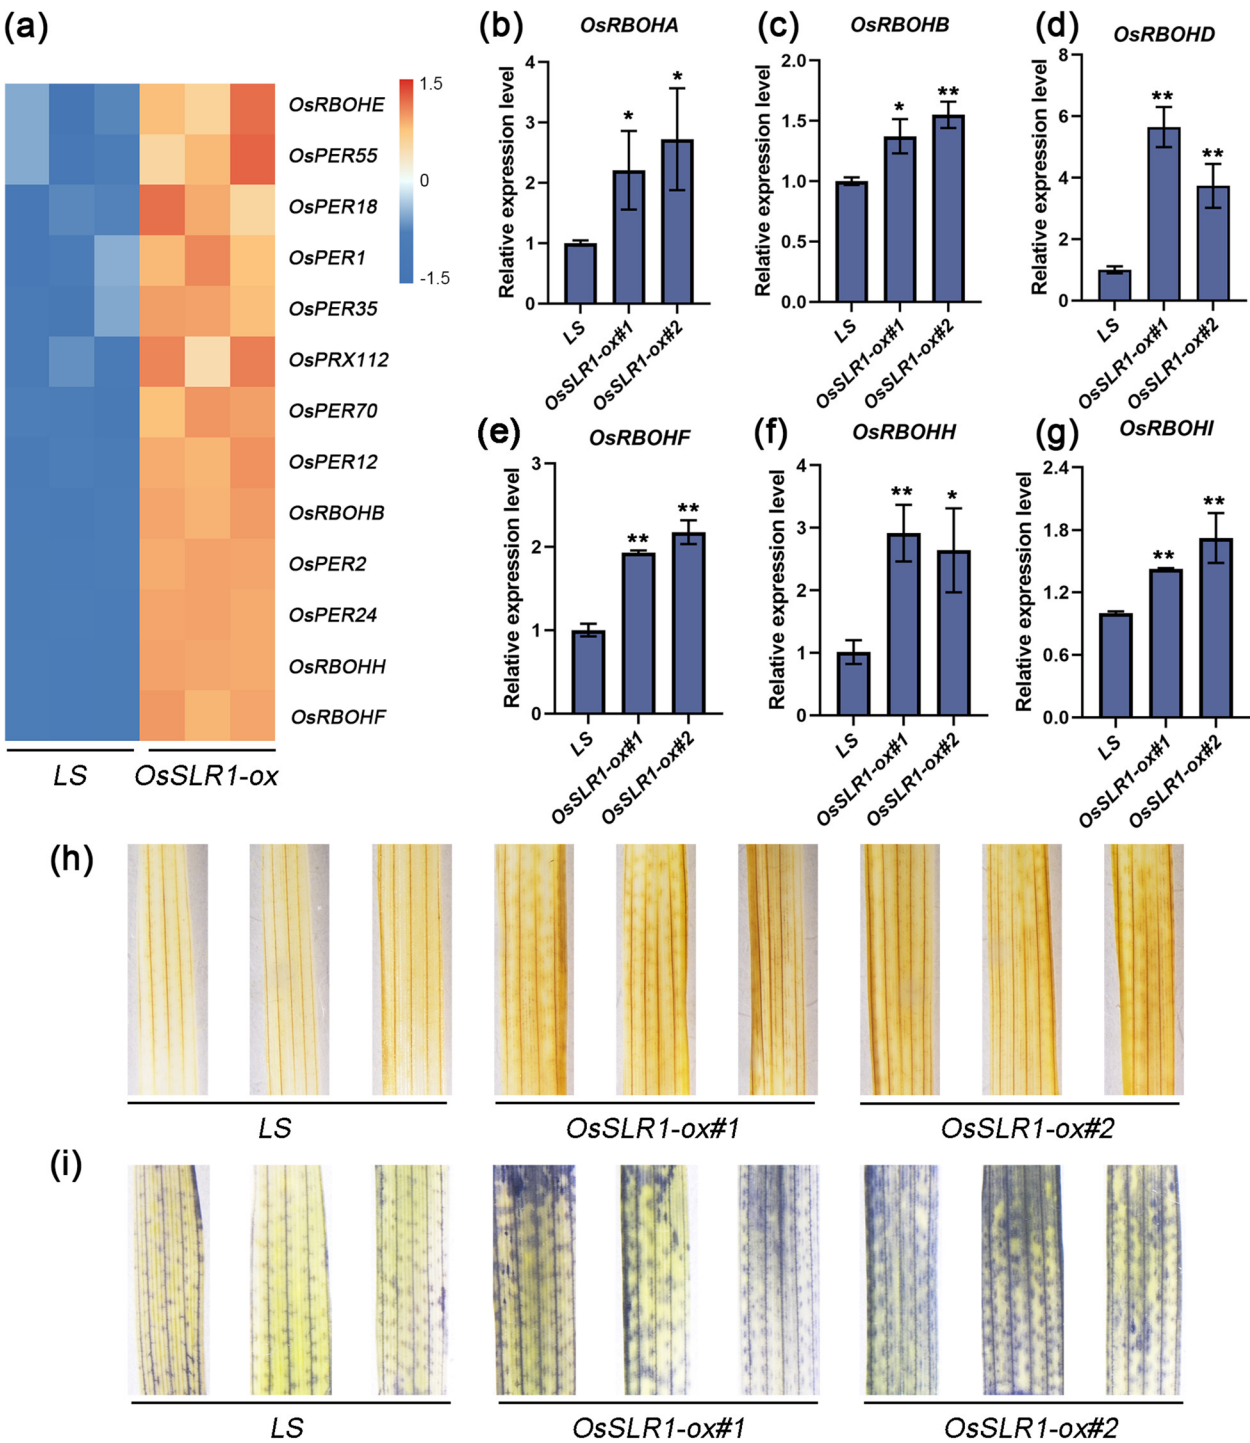 (a)
OsRBOHE
OsPER55
OsPER18
OsPER1
OsPER35
OsPRX112
OsPER70
OsPER12
OsRBOHB
OsPER2
OsPER24
OsRBOHH
OsRBOHF
1.5
0
-1.5
LS
OsSLR1-ox
(b)
OsRBOHA
Relative expression level
4
3
2
1
0
*
*
LS
OsSLR1-ox#1
OsSLR1-ox#2
(c)
OsRBOHB
Relative expression level
2.0
1.5
1.0
0.5
0.0
*
**
LS
OsSLR1-ox#1
OsSLR1-ox#2
(d)
OsRBOHD
Relative expression level
8
6
4
2
0
**
**
LS
OsSLR1-ox#1
OsSLR1-ox#2
(e)
OsRBOHF
Relative expression level
3
2
1
0
**
**
LS
OsSLR1-ox#1
OsSLR1-ox#2
(f)
OsRBOHH
Relative expression level
4
3
2
1
0
**
*
LS
OsSLR1-ox#1
OsSLR1-ox#2
(g)
OsRBOHI
Relative expression level
2.4
1.8
1.2
0.6
0.0
**
**
LS
OsSLR1-ox#1
OsSLR1-ox#2
(h)
LS
OsSLR1-ox#1
OsSLR1-ox#2
(i)
LS
OsSLR1-ox#1
OsSLR1-ox#2